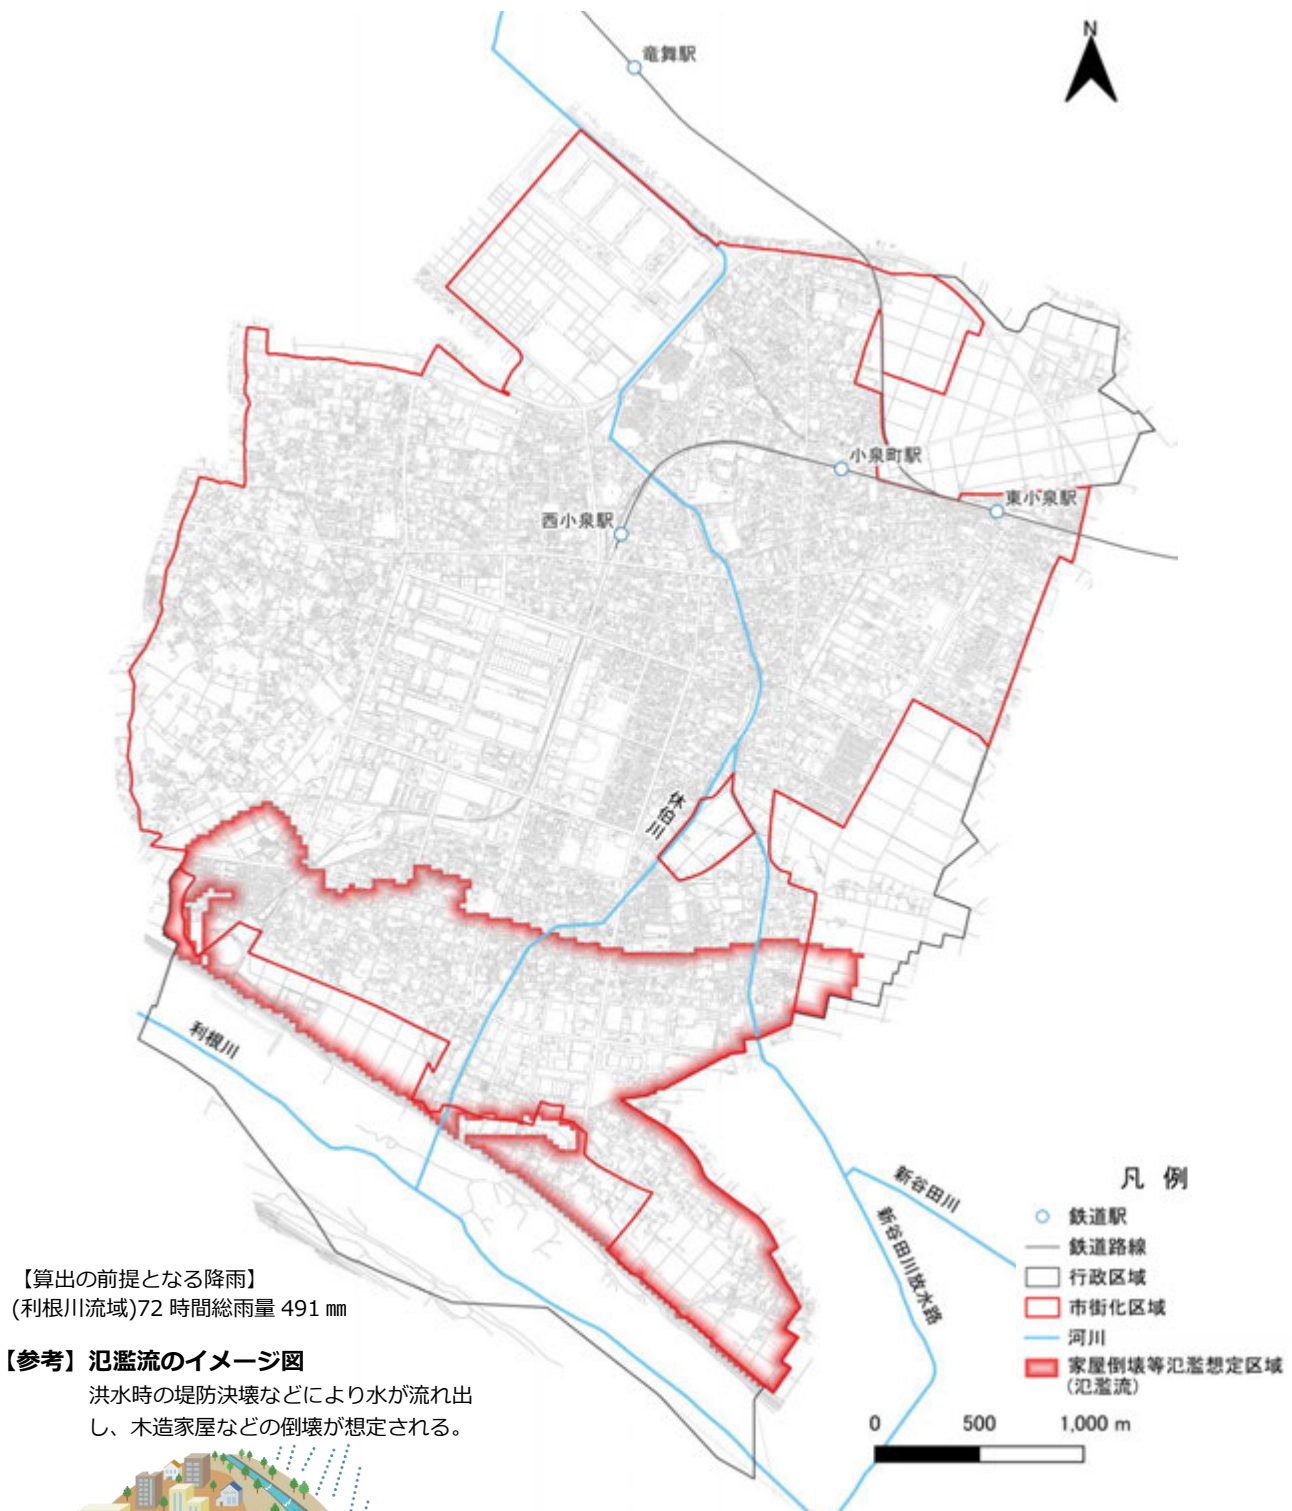 N
竜舞駅
小泉町駅
東小泉駅
西小泉駅
休泊川
利根川
新谷田川
新谷田川放水路
凡 例
鉄道駅
鉄道路線
行政区域
市街化区域
河川
家屋倒壊等氾濫想定区域
(氾濫流)
0 500 1,000 m
【算出の前提となる降雨】
(利根川流域)72 時間総雨量 491 ㎜
【参考】氾濫流のイメージ図
洪水時の堤防決壊などにより水が流れ出
し、木造家屋などの倒壊が想定される。